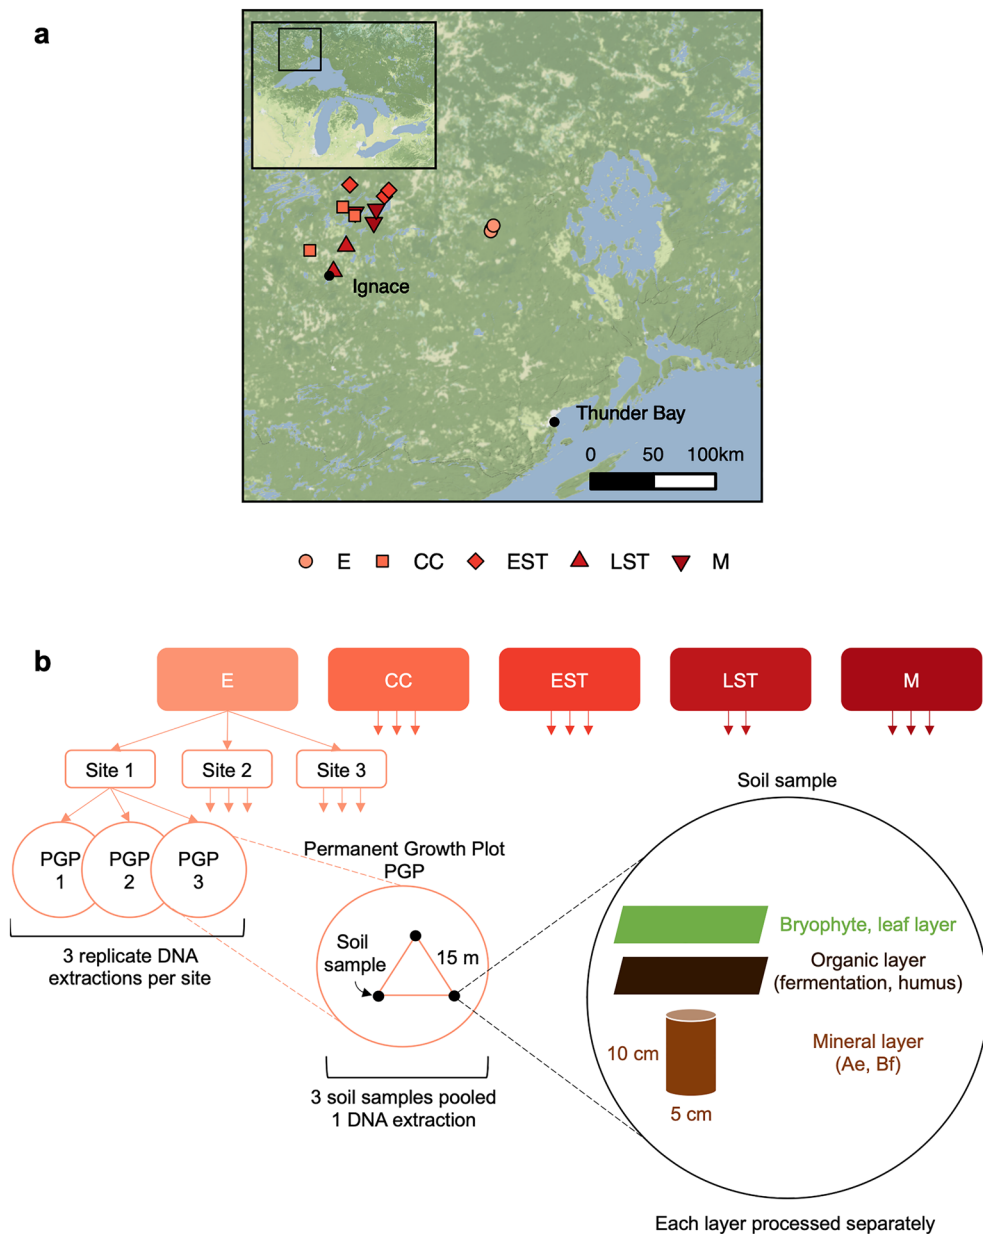 a
Ignace
Thunder Bay
0 50 100km
E CC EST LST M
b
E CC EST LST M
Site 1 Site 2 Site 3
Soil sample
PGP
1
PGP
2
PGP
3
Permanent Growth Plot
PGP
3 replicate DNA
extractions per site
Soil
sample
15 m
Bryophyte, leaf layer
Organic layer
(fermentation, humus)
10 cm
Mineral layer
(Ae, Bf)
5 cm
3 soil samples pooled
1 DNA extraction
Each layer processed separately